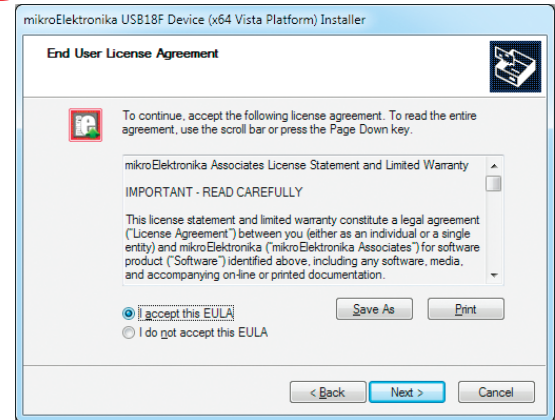 mikroElektronika USB18F Device (x64 Vista Platform) Installer
End User License Agreement
To continue, accept the following license agreement. To read the entire
agreement, use the scroll bar or press the Page Down key.
mikroElektronika Associates License Statement and Limited Warranty
IMPORTANT - READ CAREFULLY
This license statement and limited warranty constitute a legal agreement
("License Agreement") between you (either as an individual or a single
entity) and mikroElektronika ("mikroElektronika Associates") for software
product ("Software") identified above, including any software, media,
and accompanying on-line or printed documentation.
I accept this EULA
Save As
Print
I do not accept this EULA
< Back
Next >
Cancel